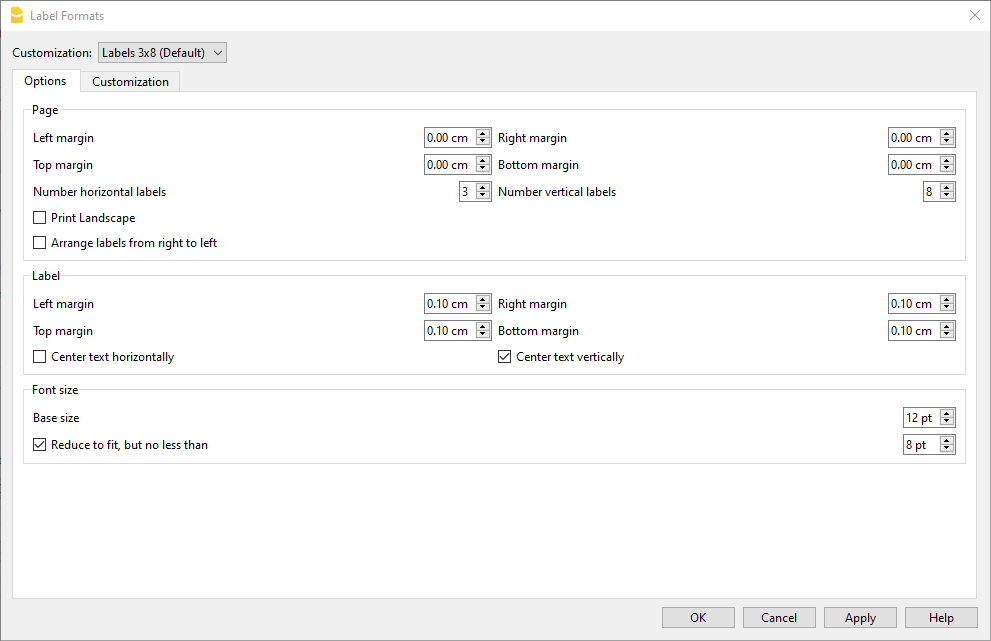 Label Formats
Customization: Labels 3x8 (Default)
Options Customization
Page
Left margin 0.00 cm Right margin 0.00 cm
Top margin 0.00 cm Bottom margin 0.00 cm
Number horizontal labels 3 Number vertical labels 8
Print Landscape
Arrange labels from right to left
Label
Left margin 0.10 cm Right margin 0.10 cm
Top margin 0.10 cm Bottom margin 0.10 cm
Center text horizontally Center text vertically
Font size
Base size 12 pt
Reduce to fit, but no less than 8 pt
OK Cancel Apply Help